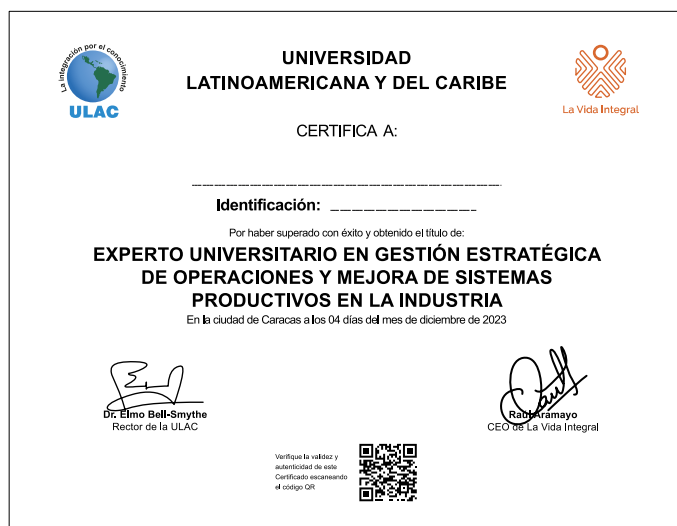 La integración por el conocimiento
ULAC
UNIVERSIDAD
LATINOAMERICANA Y DEL CARIBE
La Vida Integral
CERTIFICA A:
Identificación:
Por haber superado con éxito y obtenido el título de:
EXPERTO UNIVERSITARIO EN GESTIÓN ESTRATÉGICA
DE OPERACIONES Y MEJORA DE SISTEMAS
PRODUCTIVOS EN LA INDUSTRIA
En la ciudad de Caracas a los 04 días del mes de diciembre de 2023
Dr. Elmo Bell-Smythe
Rector de la ULAC
Raúl Aramayo
CEO de La Vida Integral
Verifique la validez y
autenticidad de este
Certificado escaneando
el código QR